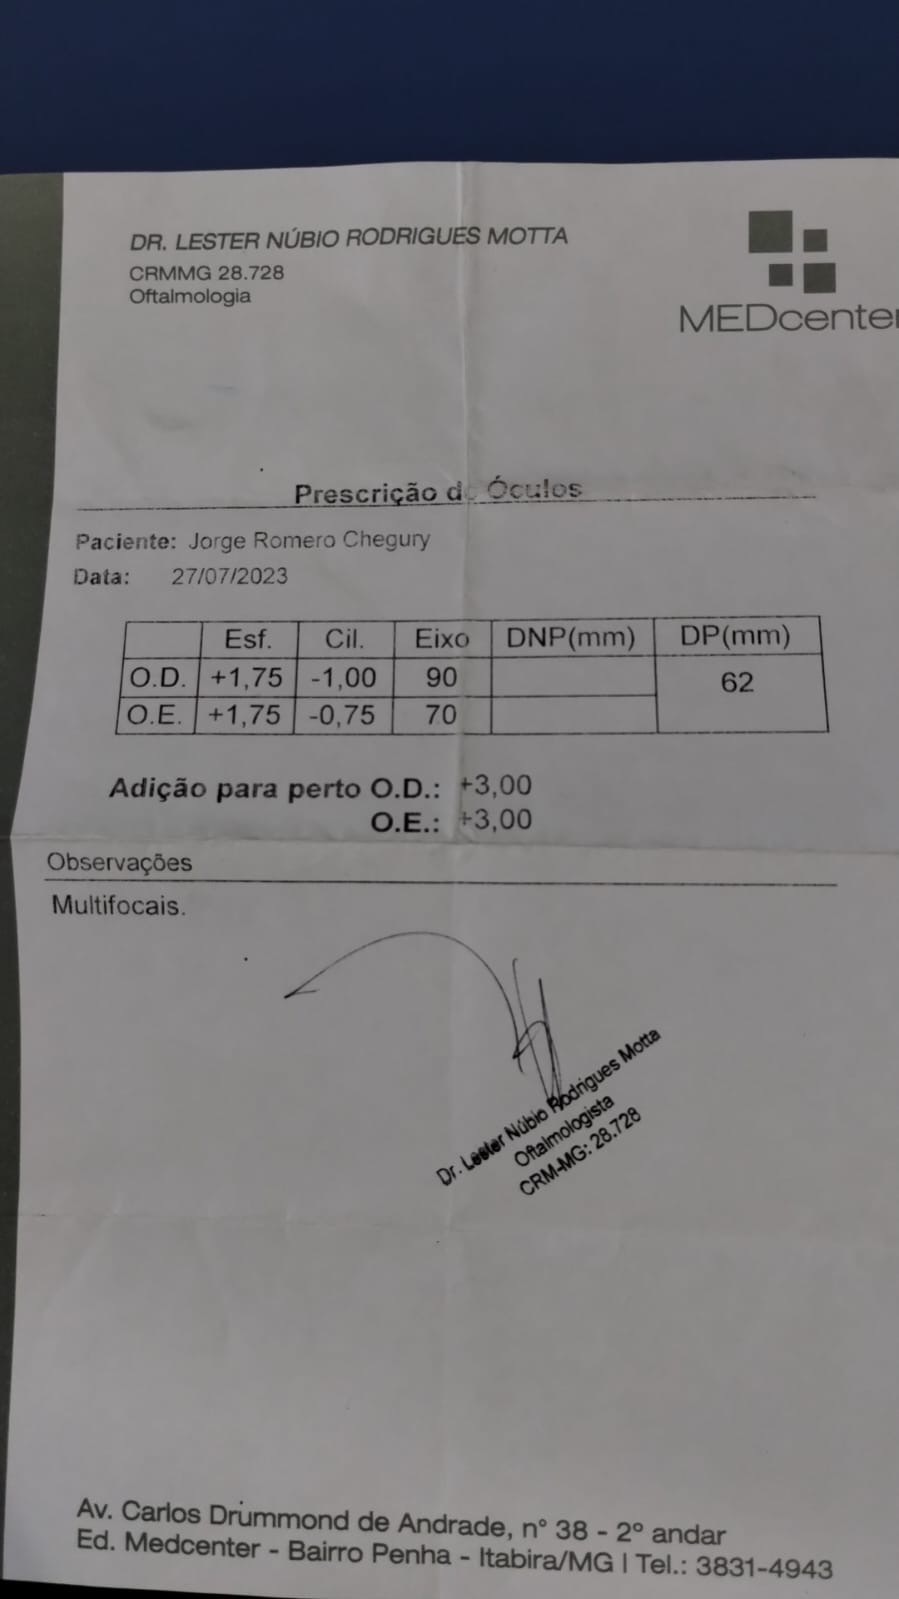 DR. LESTER NÚBIO RODRIGUES MOTTA
CRMMG 28.728
Oftalmologia
MEDcenter
Prescrição de Óculos
Paciente: Jorge Romero Chegury
Data: 27/07/2023
Esf. Cil. Eixo DNP(mm) DP(mm)
O.D. +1,75 -1,00 90 62
O.E. +1,75 -0,75 70
Adição para perto O.D.: +3,00
O.E.: +3,00
Observações
Multifocais.
Dr. Lester Núbio Rodrigues Motta
Oftalmologista
CRM-MG: 28.728
Av. Carlos Drummond de Andrade, nº 38 - 2º andar
Ed. Medcenter - Bairro Penha - Itabira/MG | Tel.: 3831-4943